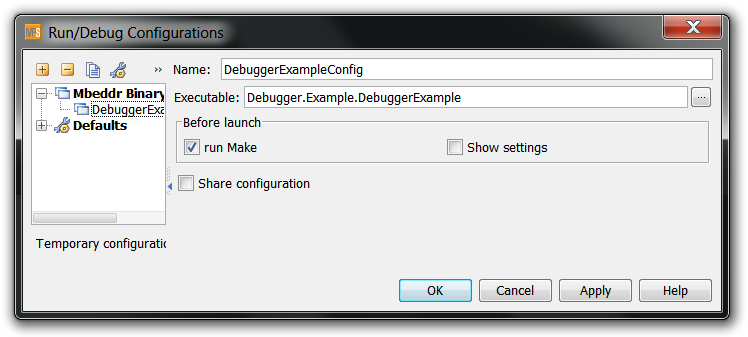 Run/Debug Configurations
Name: DebuggerExampleConfig
Mbeddr Binary
Executable: Debugger.Example.DebuggerExample ...
DebuggerExa
Before launch
Defaults
run Make Show settings
Share configuration
Temporary configuratio
OK Cancel Apply Help